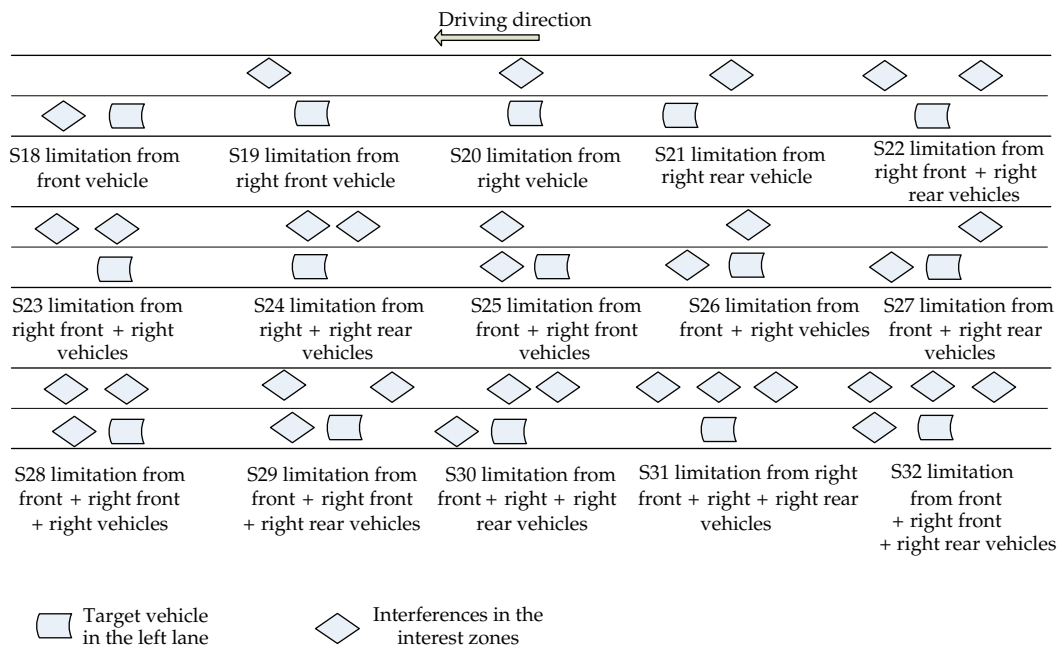 Driving direction
S18 limitation from
front vehicle
S19 limitation from
right front vehicle
S20 limitation from
right vehicle
S21 limitation from
right rear vehicle
S22 limitation from
right front + right
rear vehicles
S23 limitation from
right front + right
vehicles
S24 limitation from
right + right rear
vehicles
S25 limitation from
front + right front
vehicles
S26 limitation from
front + right vehicles
S27 limitation from
front + right rear
vehicles
S28 limitation from
front + right front
+ right vehicles
S29 limitation from
front + right front
+ right rear vehicles
S30 limitation from
front + right + right
rear vehicles
S31 limitation from right
front + right + right rear
vehicles
S32 limitation
from front
+ right front
+ right rear vehicles
Target vehicle
in the left lane
Interferences in the
interest zones